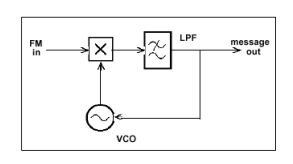 FM
in
LPF
message
out
VCO